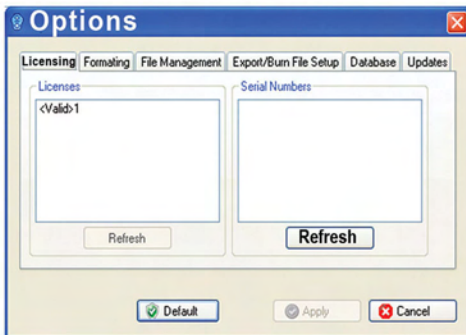 Options
Licensing Formating File Management Export/Burn File Setup Database Updates
Licenses Serial Numbers
<Valid>1
Refresh Refresh
Default Apply Cancel